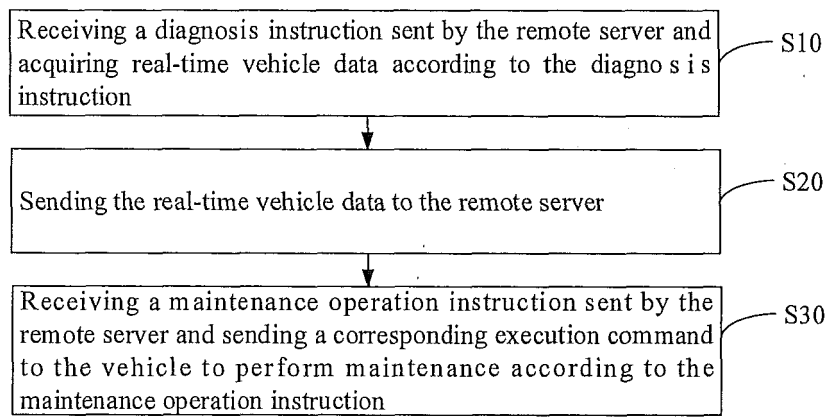 Receiving a diagnosis instruction sent by the remote server and
acquiring real-time vehicle data according to the diagno s i s
instruction
S10
Sending the real-time vehicle data to the remote server
S20
Receiving a maintenance operation instruction sent by the
remote server and sending a corresponding execution command
to the vehicle to perform maintenance according to the
maintenance operation instruction
S30